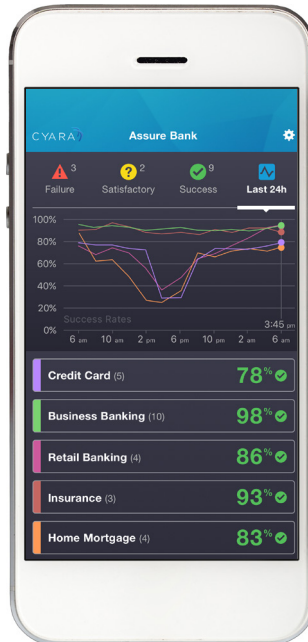 CYARA
Assure Bank
3
Failure
2
Satisfactory
9
Success
Last 24h
100%
80%
60%
40%
20%
0%
Success Rates
3:45 pm
6 am 10 am 2 pm 6 pm 10 pm 2 am 6 am
Credit Card (5) 78%
Business Banking (10) 98%
Retail Banking (4) 86%
Insurance (3) 93%
Home Mortgage (4) 83%